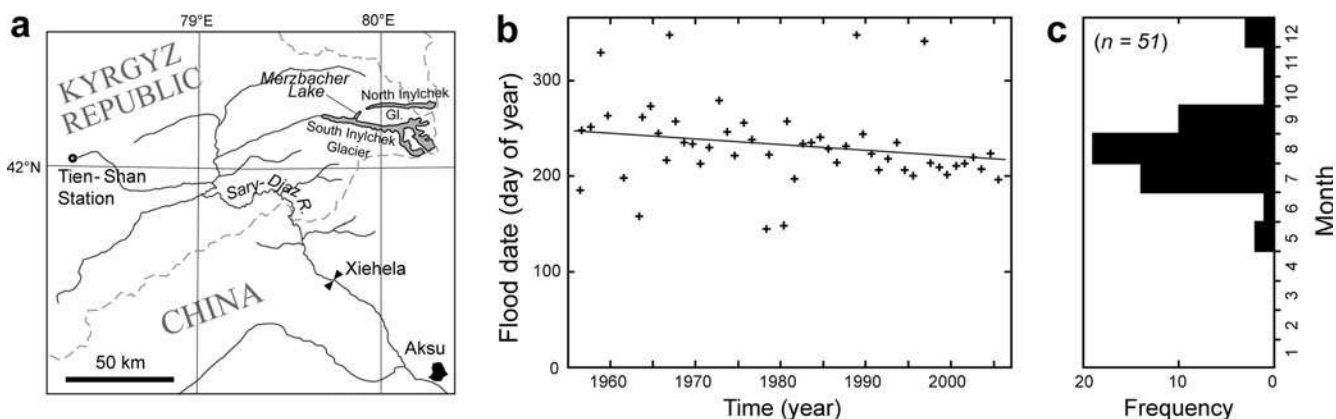 a
79°E
80°E
KYRGYZ
REPUBLIC
Merzbacher
Lake
North Inylchek
Gl.
South Inylchek
Glacier
42°N
Tien-Shan
Station
Sary-Djaz R.
Xiehela
CHINA
Aksu
50 km
b
Flood date (day of year)
300
200
0
1960
1970
1980
1990
2000
Time (year)
c
(n = 51)
12
10
9
8
7
6
5
4
3
2
1
Month
20
10
0
Frequency